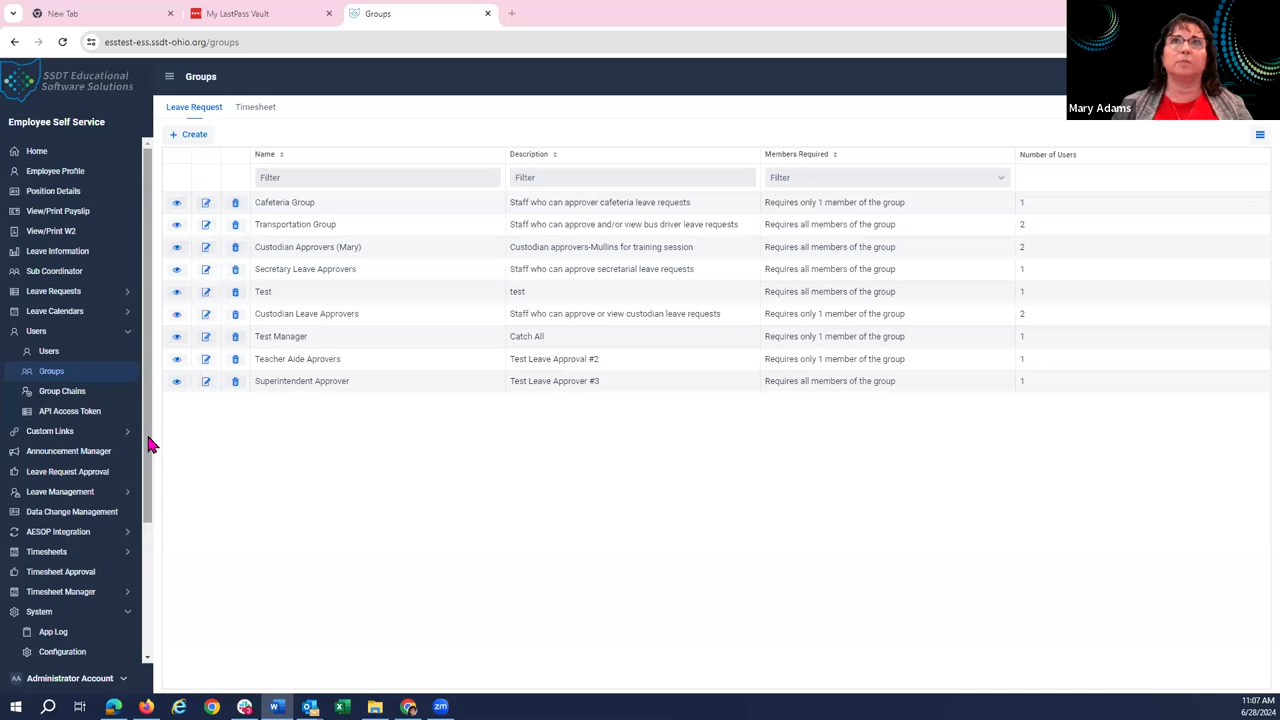 New Tab
My LastPass Vault
Groups
esstest-ess.ssdt-ohio.org/groups
SSDT Educational
Software Solutions
Groups
Mary Adams
Leave Request
Timesheet
Employee Self Service
+ Create
Home
Employee Profile
Position Details
View/Print Payslip
View/Print W2
Leave Information
Sub Coordinator
Leave Requests
Leave Calendars
Users
Users
Groups
Group Chains
API Access Token
Custom Links
Announcement Manager
Leave Request Approval
Leave Management
Data Change Management
AESOP Integration
Timesheets
Timesheet Approval
Timesheet Manager
System
App Log
Configuration
AA Administrator Account
Name Description Members Required Number of Users
Filter Filter Filter
Cafeteria Group Staff who can approver cafeteria leave requests Requires only 1 member of the group 1
Transportation Group Staff who can approve and/or view bus driver leave requests Requires all members of the group 2
Custodian Approvers (Mary) Custodian approvers-Mullins for training session Requires all members of the group 2
Secretary Leave Approvers Staff who can approve secretarial leave requests Requires all members of the group 1
Test test Requires all members of the group 1
Custodian Leave Approvers Staff who can approve or view custodian leave requests Requires only 1 member of the group 2
Test Manager Catch All Requires only 1 member of the group 1
Teacher Aide Aprovers Test Leave Approval #2 Requires only 1 member of the group 1
Superintendent Approver Test Leave Approver #3 Requires all members of the group 1
11:07 AM
6/28/2024